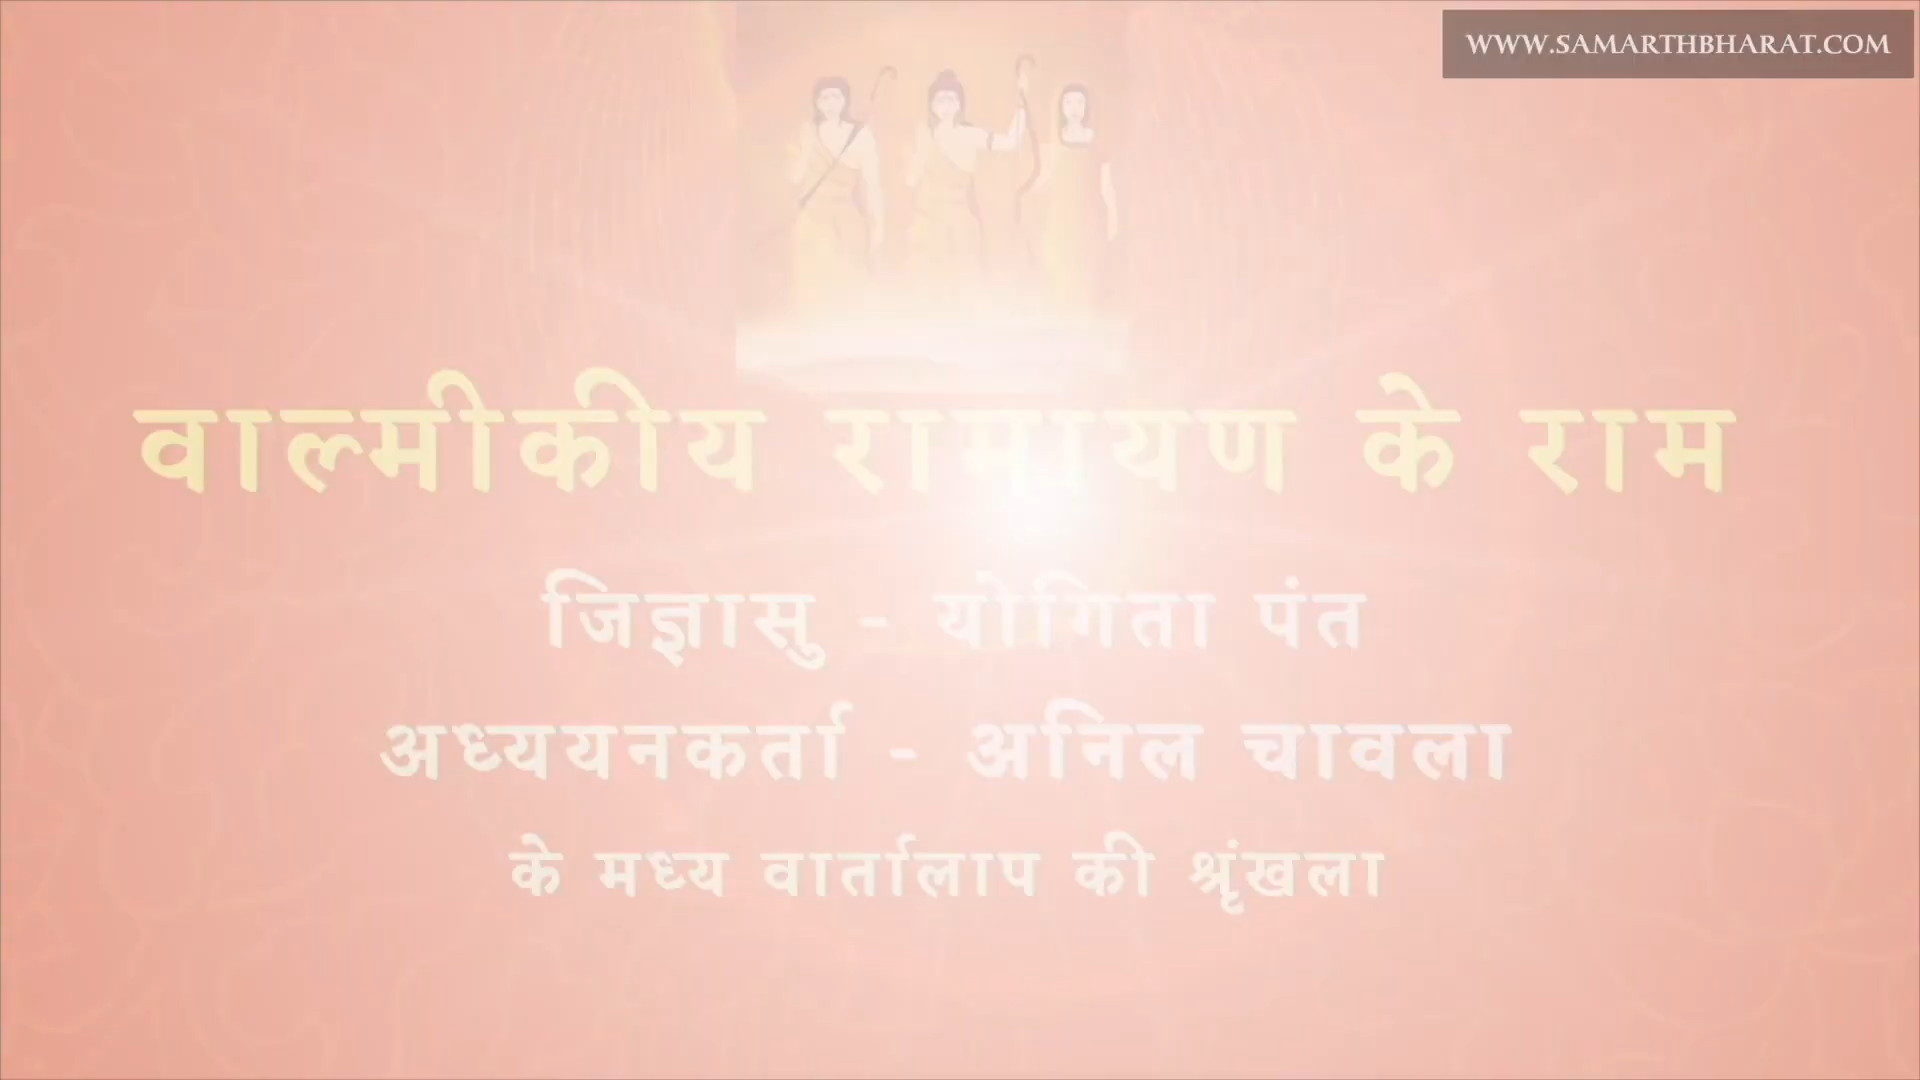 WWW.SAMARTHBHARAT.COM
वाल्मीकीय रामायण के राम
जिज्ञासु - योगिता पंत
अध्ययनकर्ता - अनिल चावला
के मध्य वार्तालाप की श्रृंखला